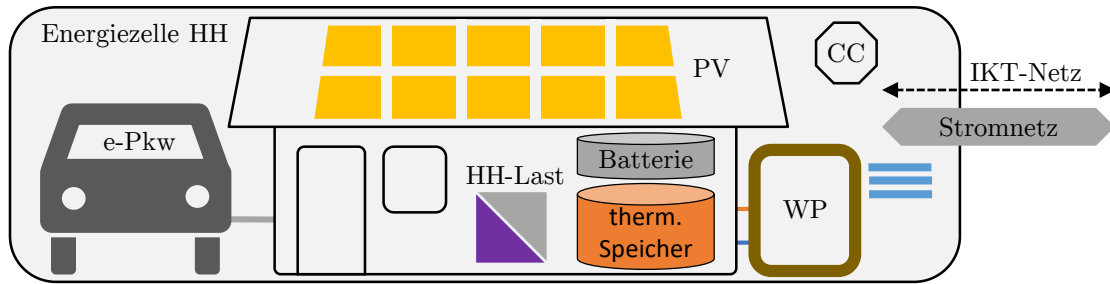 Energiezelle HH
PV
CC
IKT-Netz
Stromnetz
e-Pkw
HH-Last
Batterie
therm.
Speicher
WP